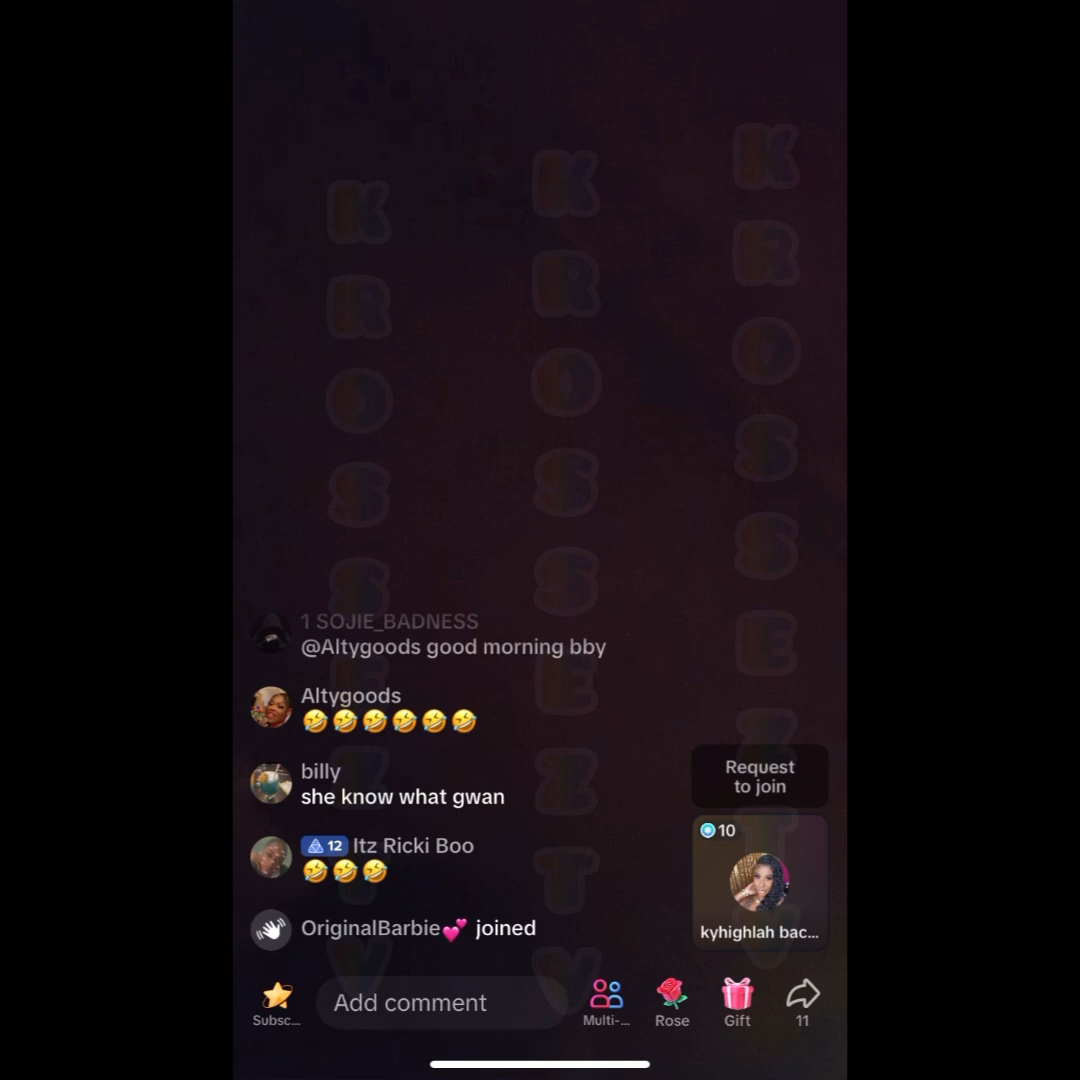 K K K
R R R
O O O
S S S
S S S
E E E
Z Z Z
T T T
V V V
1 SOJIE_BADNESS
@Altygoods good morning bby
Altygoods
🤣🤣🤣🤣🤣🤣
billy
she know what gwan
12 Itz Ricki Boo
🤣🤣🤣
OriginalBarbie💕 joined
Request
to join
10
kyhighlah bac...
Subsc...
Add comment
Multi-...
Rose
Gift
11